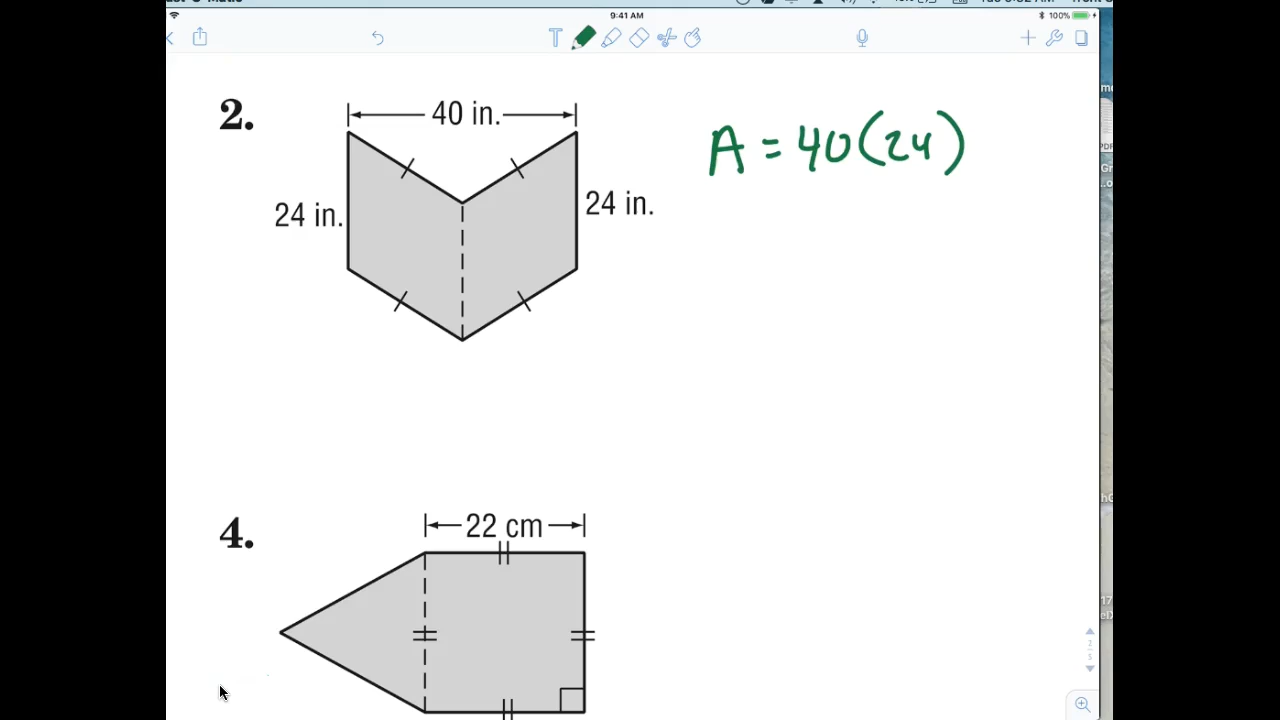 9:41 AM
100%
T
2.
40 in.
A = 40(24)
24 in.
24 in.
4.
22 cm